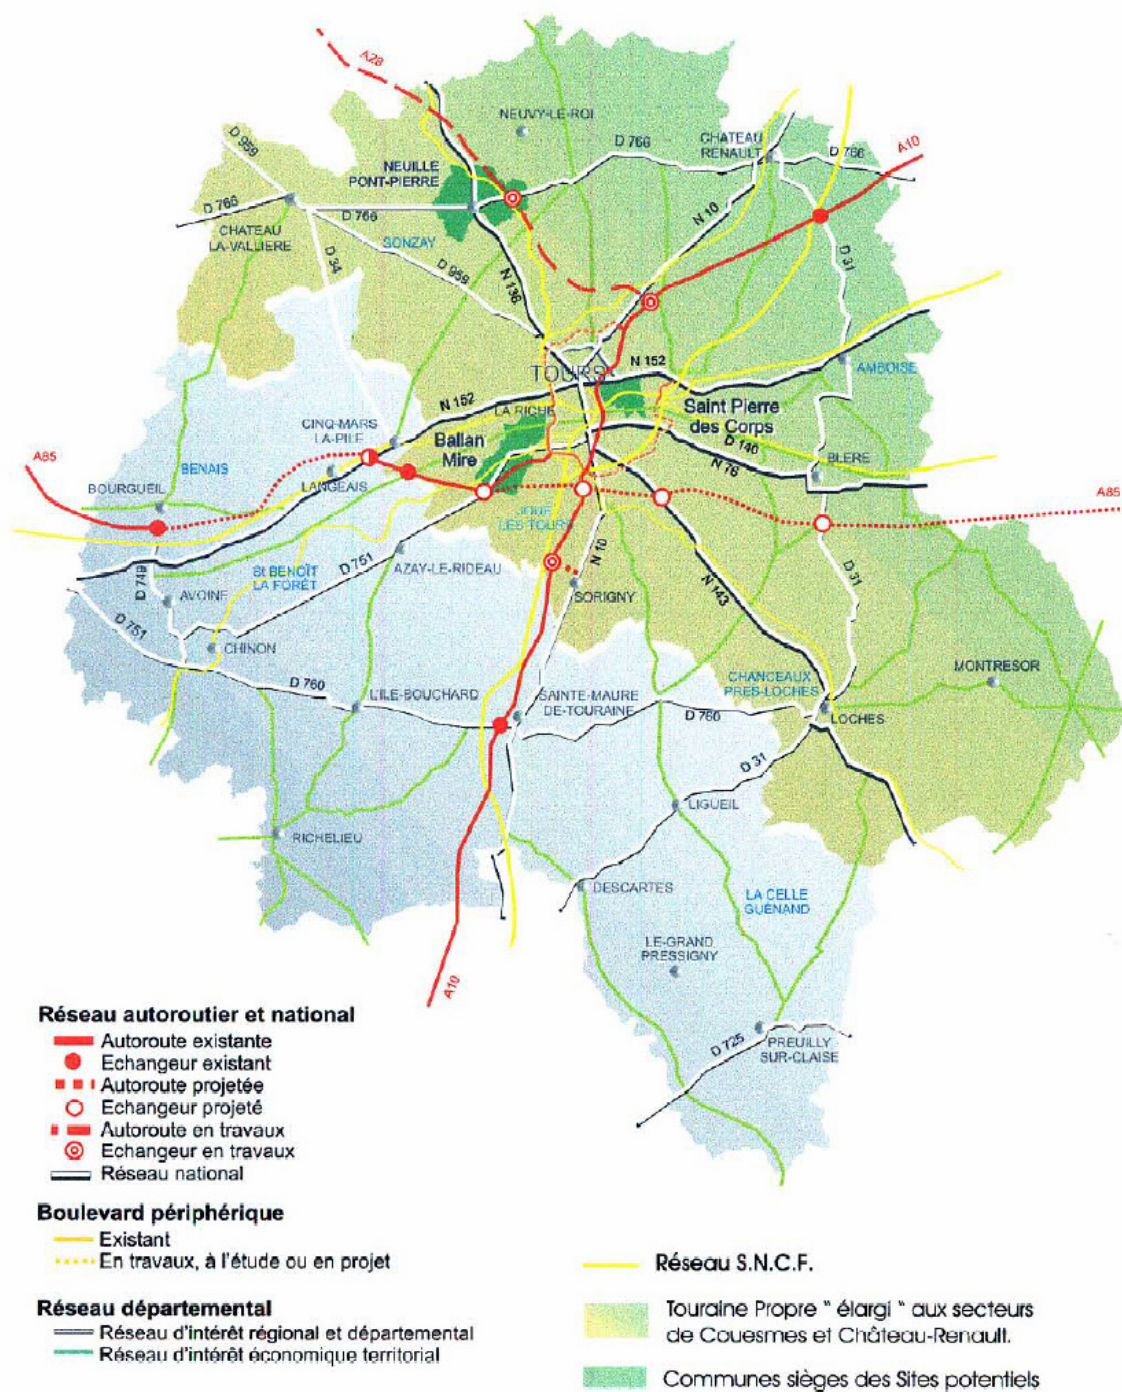 A28
NEUVY-LE-ROI
D 959
D 766
CHATEAU
RENAULT
D 766
A10
NEUILLE
PONT-PIERRE
D 766
CHATEAU
LA-VALLIERE
D 766
SONZAY
N 10
D 34
D 959
N 138
D 31
TOURS
N 152
AMBOISE
N 152
LA RICHE
Saint Pierre
des Corps
CINQ-MARS
LA-PILE
Ballan
Mire
D 140
N 76
BLERE
A85
BENAIS
BOURGUEIL
LANGEAIS
A85
JOUE
LES TOURS
D 751
N 10
St BENOIT
LA FORÊT
AZAY-LE-RIDEAU
D 749
AVOINE
SORIGNY
N 143
D 31
D 751
CHINON
D 760
L'ILE-BOUCHARD
SAINTE-MAURE
DE-TOURAINE
CHANCEAUX
PRES-LOCHES
MONTRESOR
D 760
LOCHES
D 31
LIGUEIL
RICHELIEU
DESCARTES
LA CELLE
GUENAND
LE-GRAND
PRESSIGNY
A10
D 725
PREUILLY
SUR-CLAISE
Réseau autoroutier et national
Autoroute existante
Echangeur existant
Autoroute projetée
Echangeur projeté
Autoroute en travaux
Echangeur en travaux
Réseau national
Boulevard périphérique
Existant
En travaux, à l'étude ou en projet
Réseau départemental
Réseau d'intérêt régional et départemental
Réseau d'intérêt économique territorial
Réseau S.N.C.F.
Touraine Propre " élargi " aux secteurs
de Couesmes et Château-Renault.
Communes sièges des Sites potentiels